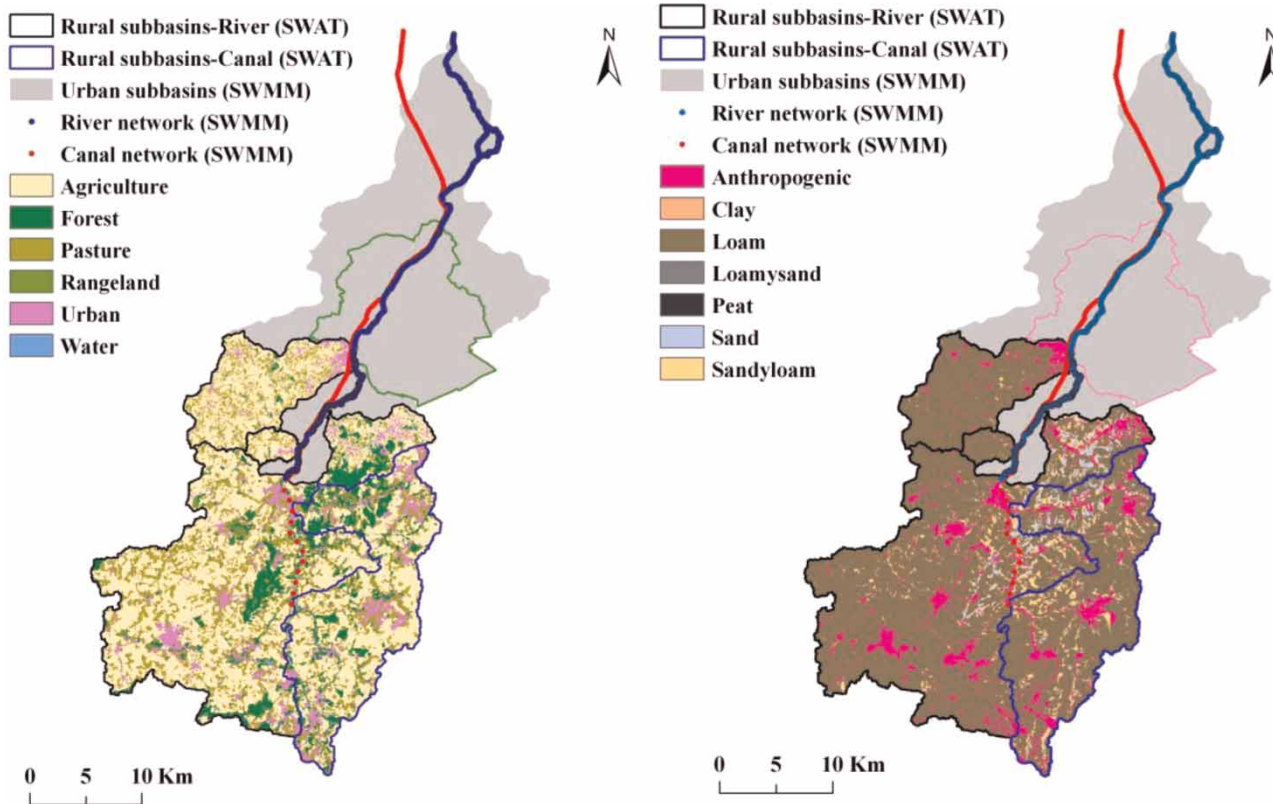 Rural subbasins-River (SWAT)
Rural subbasins-Canal (SWAT)
Urban subbasins (SWMM)
River network (SWMM)
Canal network (SWMM)
Agriculture
Forest
Pasture
Rangeland
Urban
Water
N
0 5 10 Km
Rural subbasins-River (SWAT)
Rural subbasins-Canal (SWAT)
Urban subbasins (SWMM)
River network (SWMM)
Canal network (SWMM)
Anthropogenic
Clay
Loam
Loamysand
Peat
Sand
Sandyloam
N
0 5 10 Km